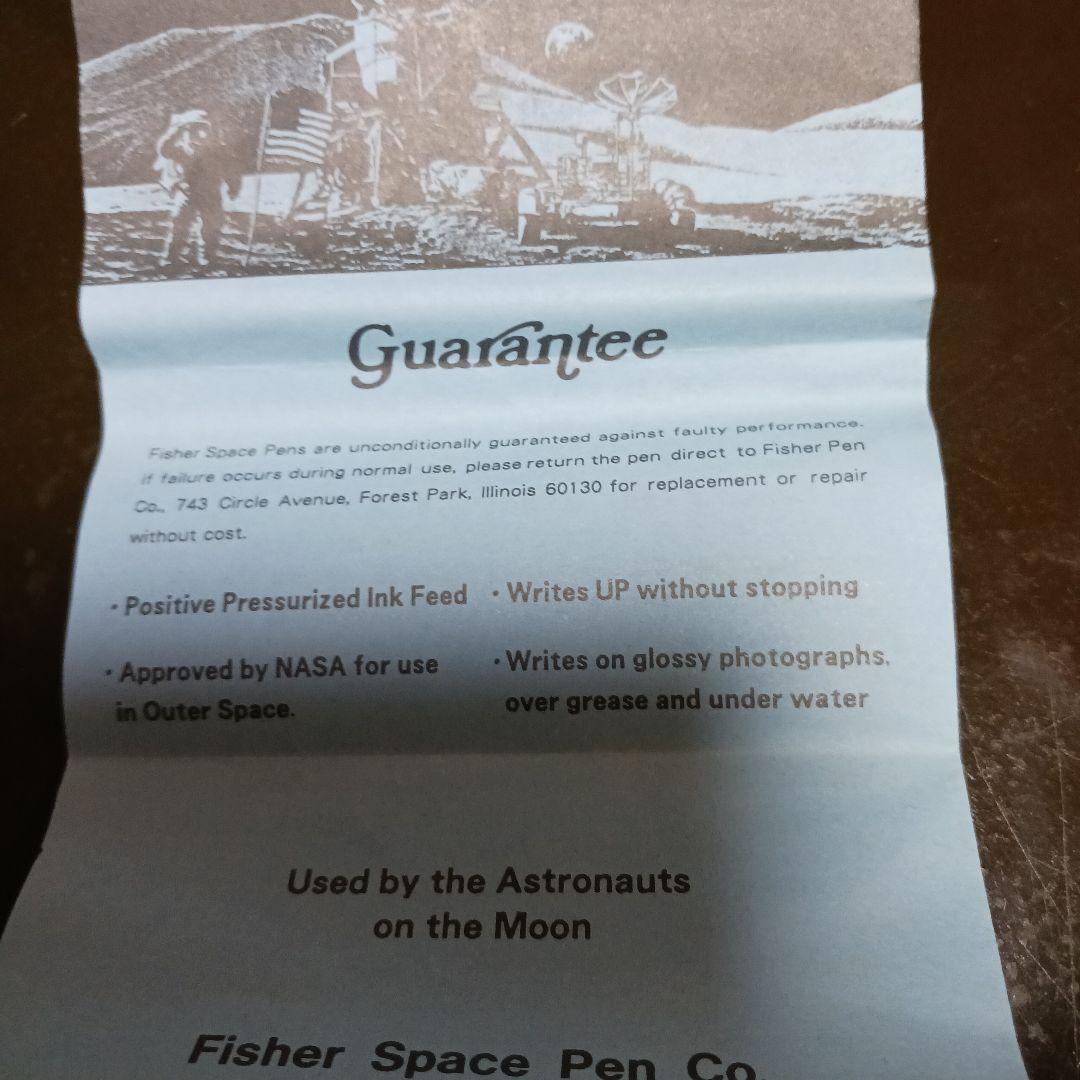 Guarantee
Fisher Space Pens are unconditionally guaranteed against faulty performance.
if failure occurs during normal use, please return the pen direct to Fisher Pen
Co., 743 Circle Avenue, Forest Park, Illinois 60130 for replacement or repair
without cost.
• Positive Pressurized Ink Feed
• Approved by NASA for use
in Outer Space.
• Writes UP without stopping
• Writes on glossy photographs,
over grease and under water
Used by the Astronauts
on the Moon
Fisher Space Pen Co.